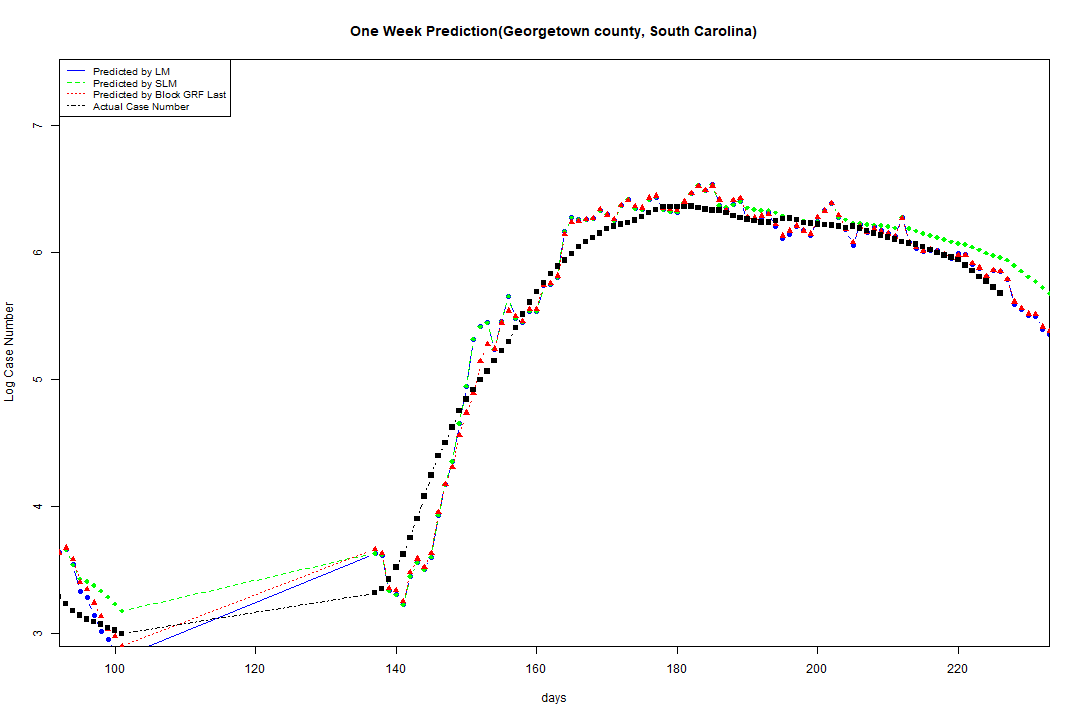 One Week Prediction(Georgetown county, South Carolina)
Predicted by LM
Predicted by SLM
Predicted by Block GRF Last
Actual Case Number
7
6
5
4
3
Log Case Number
100 120 140 160 180 200 220
days